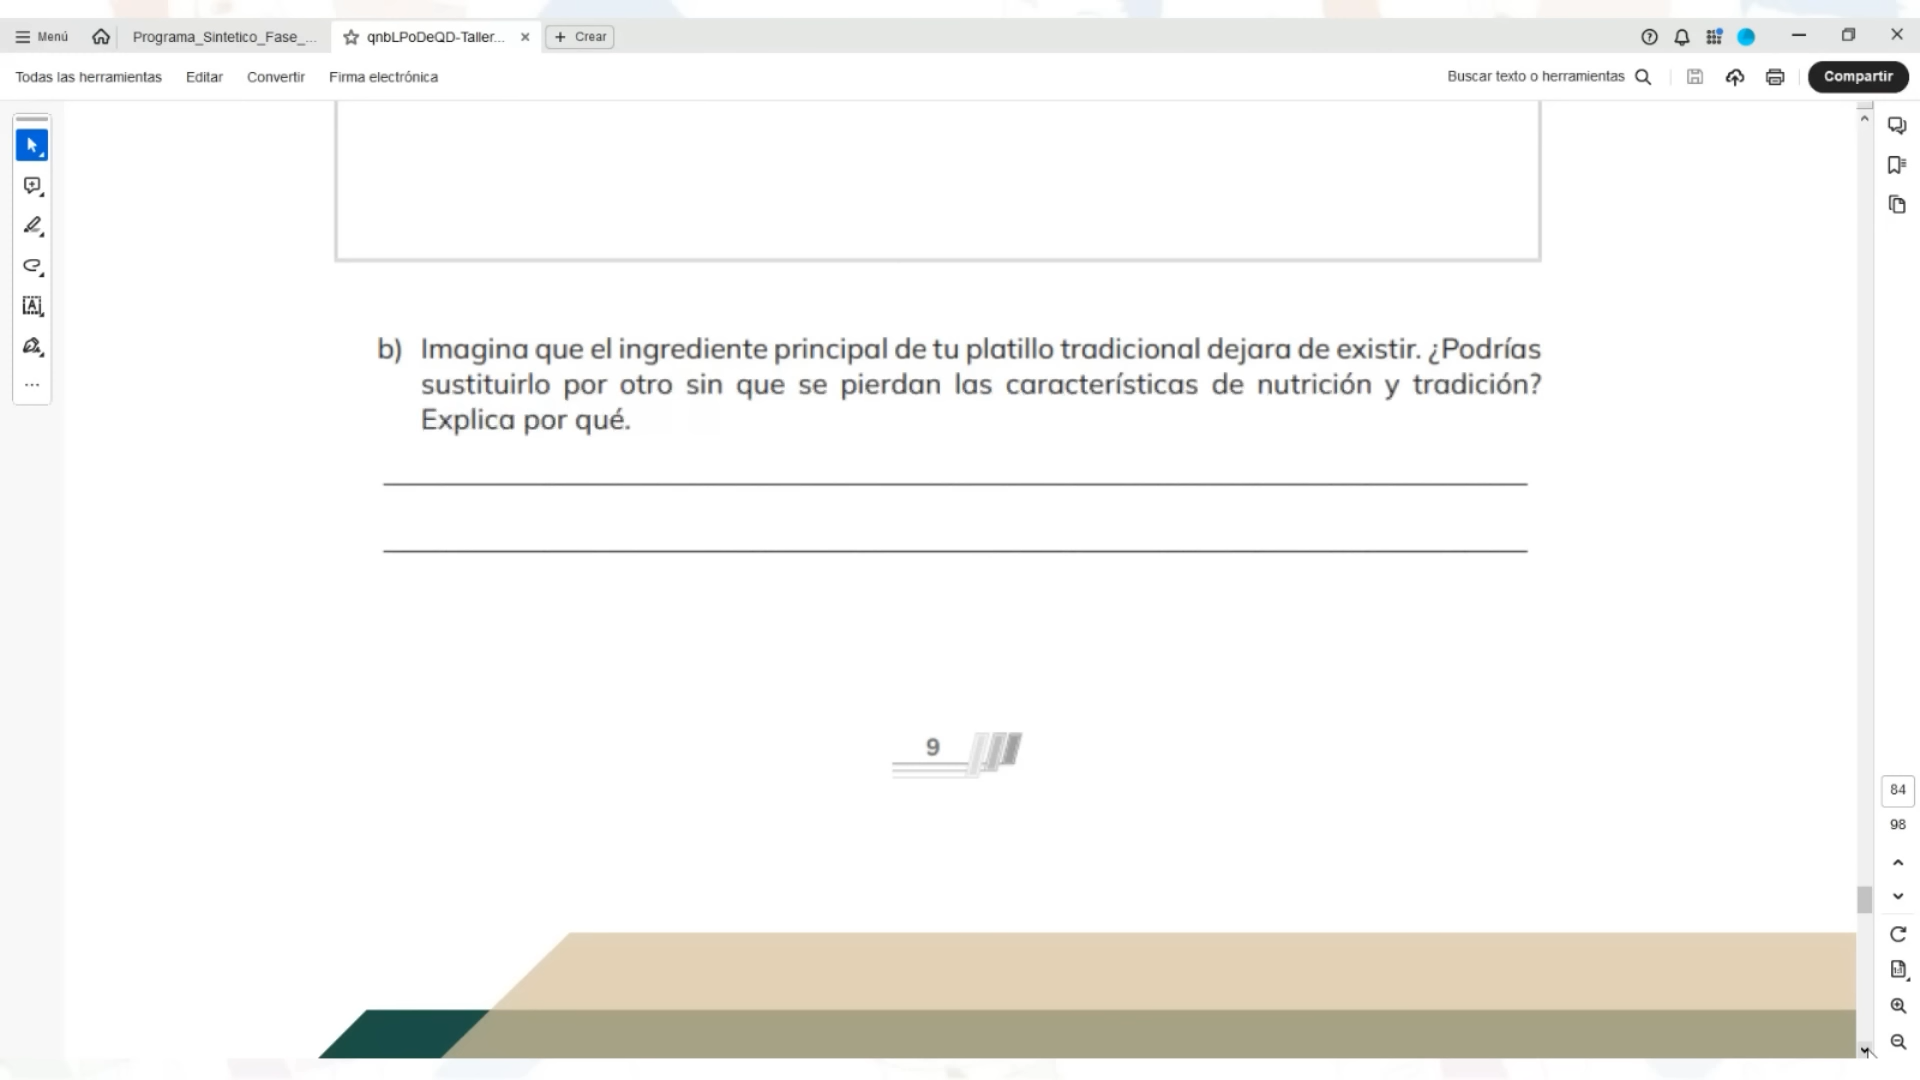 Menú
Programa_Sintetico_Fase_...
qnbLPoDeQD-Taller...
Crear
Todas las herramientas
Editar
Convertir
Firma electrónica
Buscar texto o herramientas
Compartir
b) Imagina que el ingrediente principal de tu platillo tradicional dejara de existir. ¿Podrías
sustituirlo por otro sin que se pierdan las características de nutrición y tradición?
Explica por qué.
9
84
98